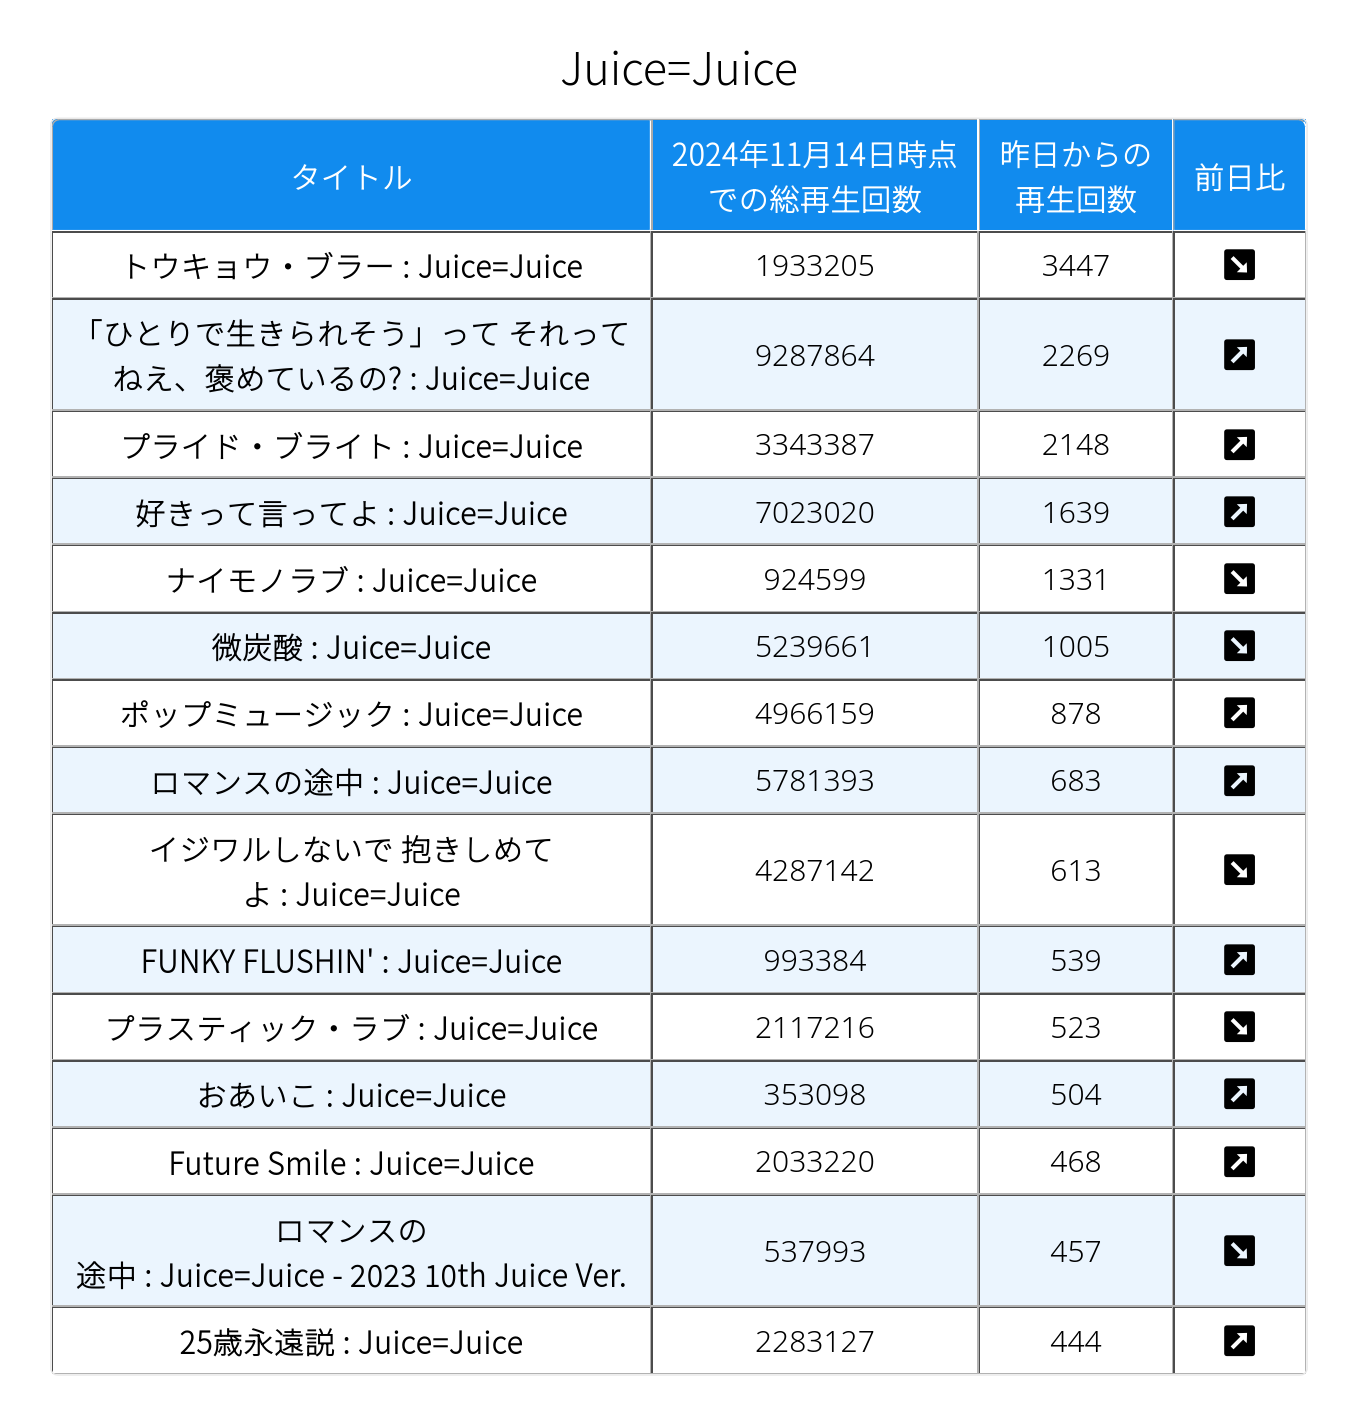 Juice=Juice
タイトル
2024年11月14日時点
での総再生回数
昨日からの
再生回数
前日比
トウキョウ・ブラー : Juice=Juice
1933205
3447
「ひとりで生きられそう」って それって
ねえ、褒めているの? : Juice=Juice
9287864
2269
プライド・ブライト : Juice=Juice
3343387
2148
好きって言ってよ : Juice=Juice
7023020
1639
ナイモノラブ : Juice=Juice
924599
1331
微炭酸 : Juice=Juice
5239661
1005
ポップミュージック : Juice=Juice
4966159
878
ロマンスの途中 : Juice=Juice
5781393
683
イジワルしないで 抱きしめて
よ : Juice=Juice
4287142
613
FUNKY FLUSHIN' : Juice=Juice
993384
539
プラスティック・ラブ : Juice=Juice
2117216
523
おあいこ : Juice=Juice
353098
504
Future Smile : Juice=Juice
2033220
468
ロマンスの
途中 : Juice=Juice - 2023 10th Juice Ver.
537993
457
25歳永遠説 : Juice=Juice
2283127
444